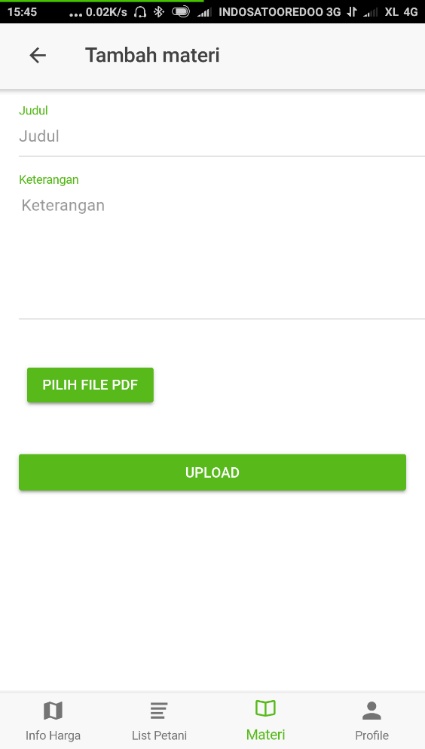 15:45 ... 0.02K/s INDOSATOOREDOO 3G XL 4G
Tambah materi
Judul
Judul
Keterangan
Keterangan
PILIH FILE PDF
UPLOAD
Info Harga List Petani Materi Profile